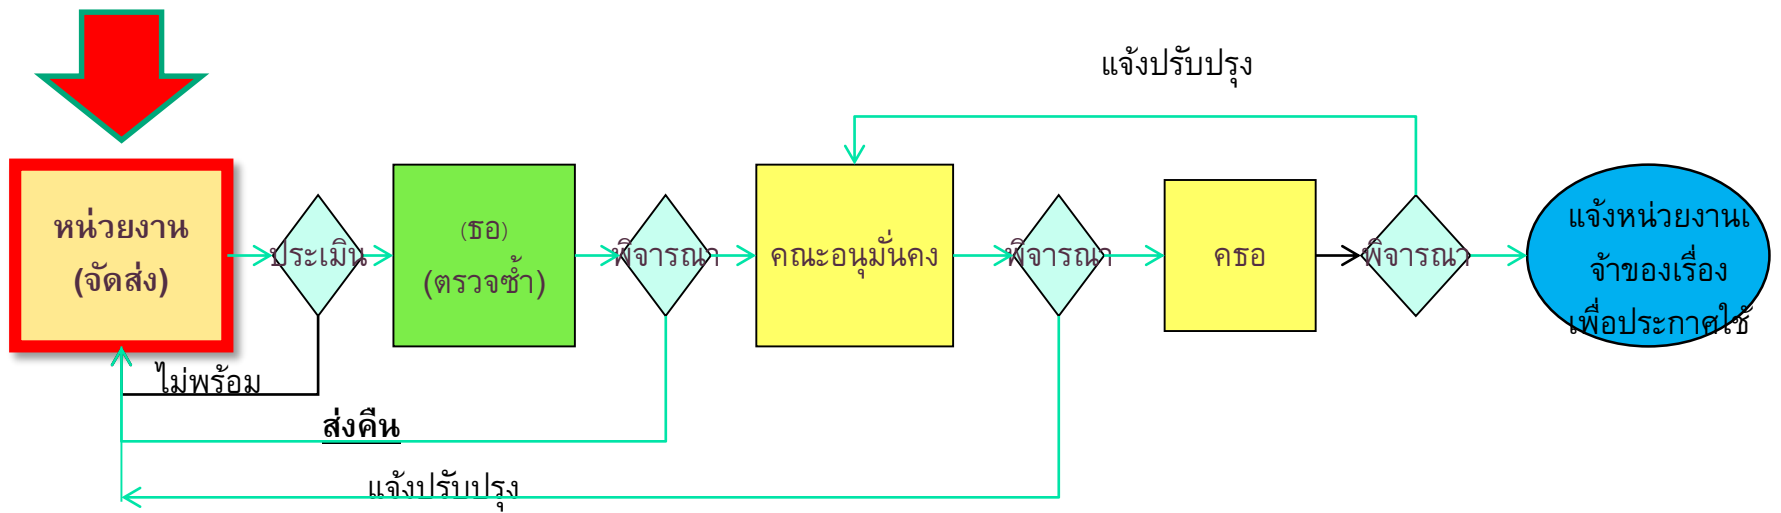 แจ้งปรับปรุง
หน่วยงาน
(จัดส่ง)
ประเมิน
(ธอ)
(ตรวจซ้ำ)
พิจารณา
คณะอนุมั่นคง
พิจารณา
คธอ
พิจารณา
แจ้งหน่วยงานเ
จ้าของเรื่อง
เพื่อประกาศใช้
ไม่พร้อม
ส่งคืน
แจ้งปรับปรุง